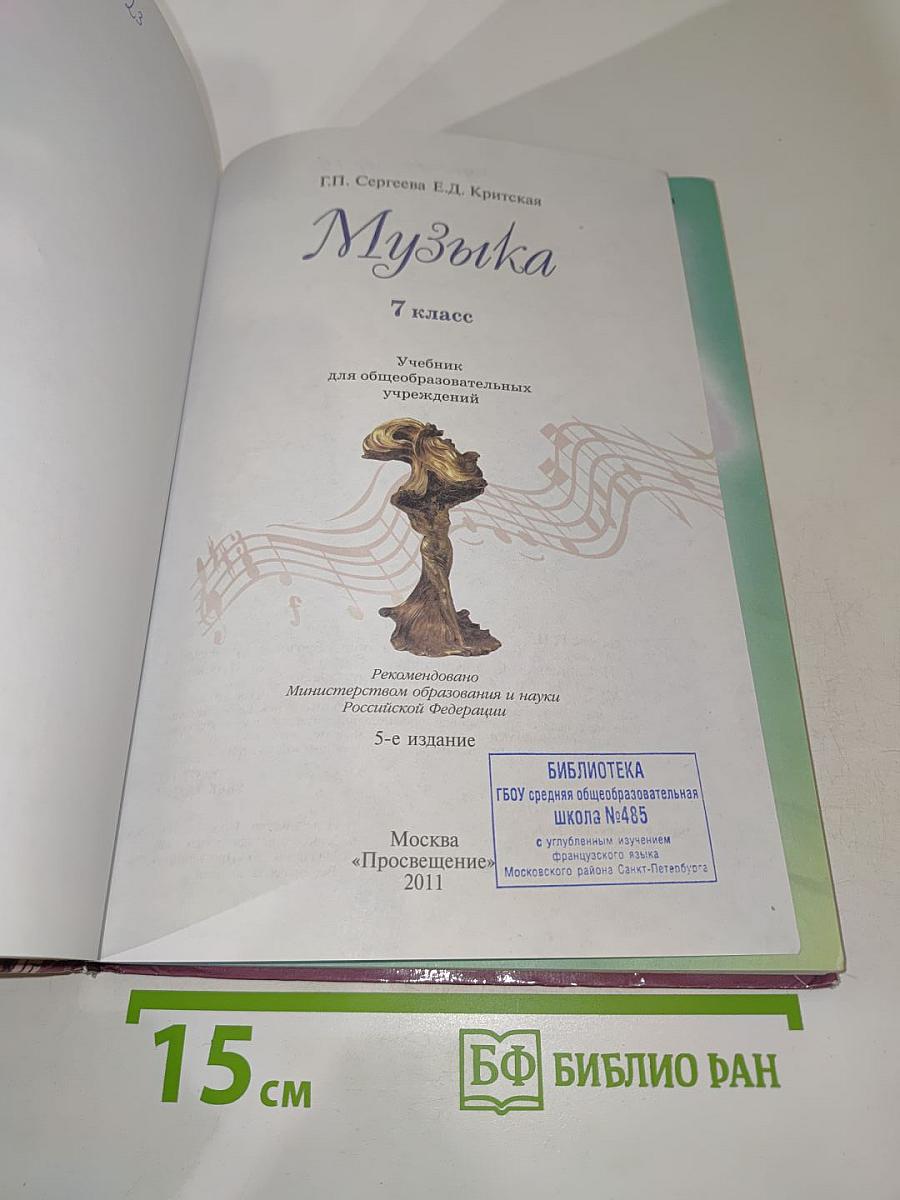 23
Г.П. Сергеева Е.Д. Критская
Музыка
7 класс
Учебник
для общеобразовательных
учреждений
Рекомендовано
Министерством образования и науки
Российской Федерации
5-е издание
Москва
«Просвещение»
2011
БИБЛИОТЕКА
ГБОУ средняя общеобразовательная
школа №485
с углубленным изучением
французского языка
Московского района Санкт-Петербурга
15 см
БФ БИБЛИО ФАН